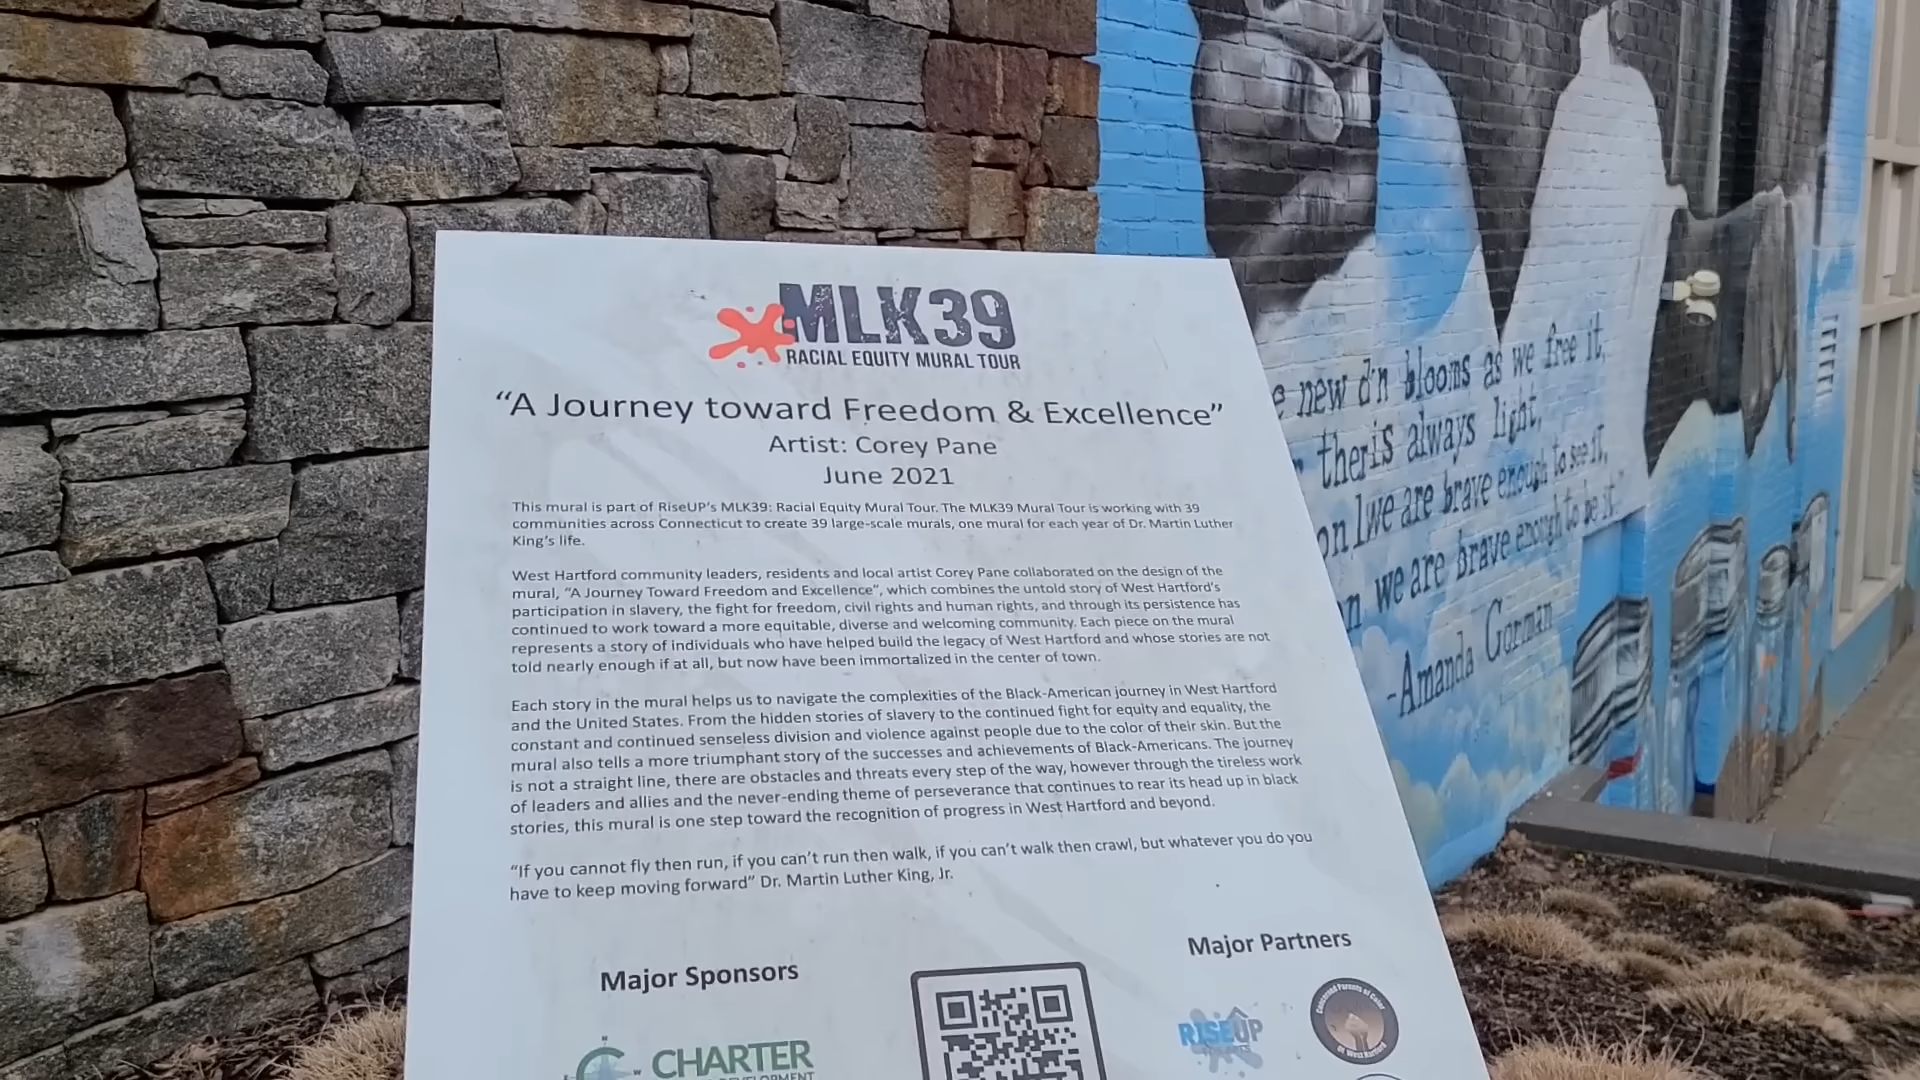 MLK39
RACIAL EQUITY MURAL TOUR
“A Journey toward Freedom & Excellence”
Artist: Corey Pane
June 2021
This mural is part of RiseUP's MLK39: Racial Equity Mural Tour. The MLK39 Mural Tour is working with 39
communities across Connecticut to create 39 large-scale murals, one mural for each year of Dr. Martin Luther
King's life.
West Hartford community leaders, residents and local artist Corey Pane collaborated on the design of the
mural, “A Journey Toward Freedom and Excellence”, which combines the untold story of West Hartford's
participation in slavery, the fight for freedom, civil rights and human rights, and through its persistence has
continued to work toward a more equitable, diverse and welcoming community. Each piece on the mural
represents a story of individuals who have helped build the legacy of West Hartford and whose stories are not
told nearly enough if at all, but now have been immortalized in the center of town.
Each story in the mural helps us to navigate the complexities of the Black-American journey in West Hartford
and the United States. From the hidden stories of slavery to the continued fight for equity and equality, the
constant and continued senseless division and violence against people due to the color of their skin. But the
mural also tells a more triumphant story of the successes and achievements of Black-Americans. The journey
is not a straight line, there are obstacles and threats every step of the way, however through the tireless work
of leaders and allies and the never-ending theme of perseverance that continues to rear its head up in black
stories, this mural is one step toward the recognition of progress in West Hartford and beyond.
“If you cannot fly then run, if you can't run then walk, if you can't walk then crawl, but whatever you do you
have to keep moving forward” Dr. Martin Luther King, Jr.
Major Sponsors
Major Partners
CHARTER
RISEUP
Concerned Parents of Color
Of West Hartford
new d'n blooms as we free it,
ther is always light,
we are brave enough to see it,
we are brave enough to be it."
-Amanda Gorman